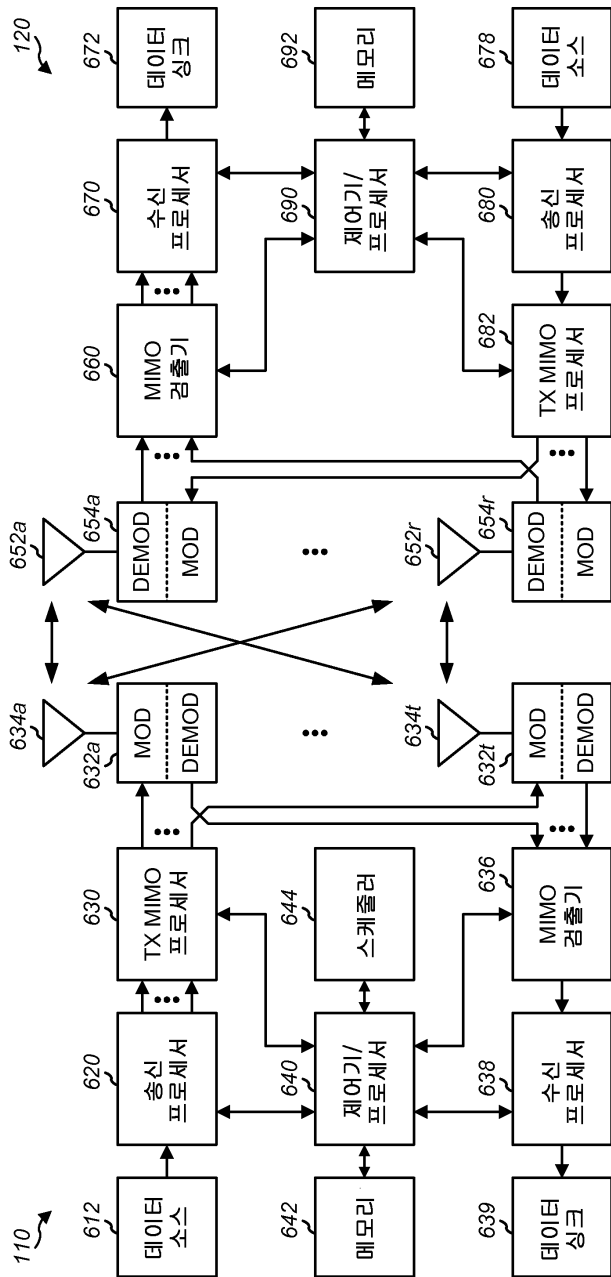 110
612
데이터
소스
620
송신
프로세서
630
TX MIMO
프로세서
632a
MOD
DEMOD
634a
642
메모리
640
제어기/
프로세서
644
스케줄러
639
데이터
싱크
638
수신
프로세서
636
MIMO
검출기
632t
MOD
DEMOD
634t
120
652a
654a
DEMOD
MOD
660
MIMO
검출기
670
수신
프로세서
672
데이터
싱크
690
제어기/
프로세서
692
메모리
652r
654r
DEMOD
MOD
682
TX MIMO
프로세서
680
송신
프로세서
678
데이터
소스